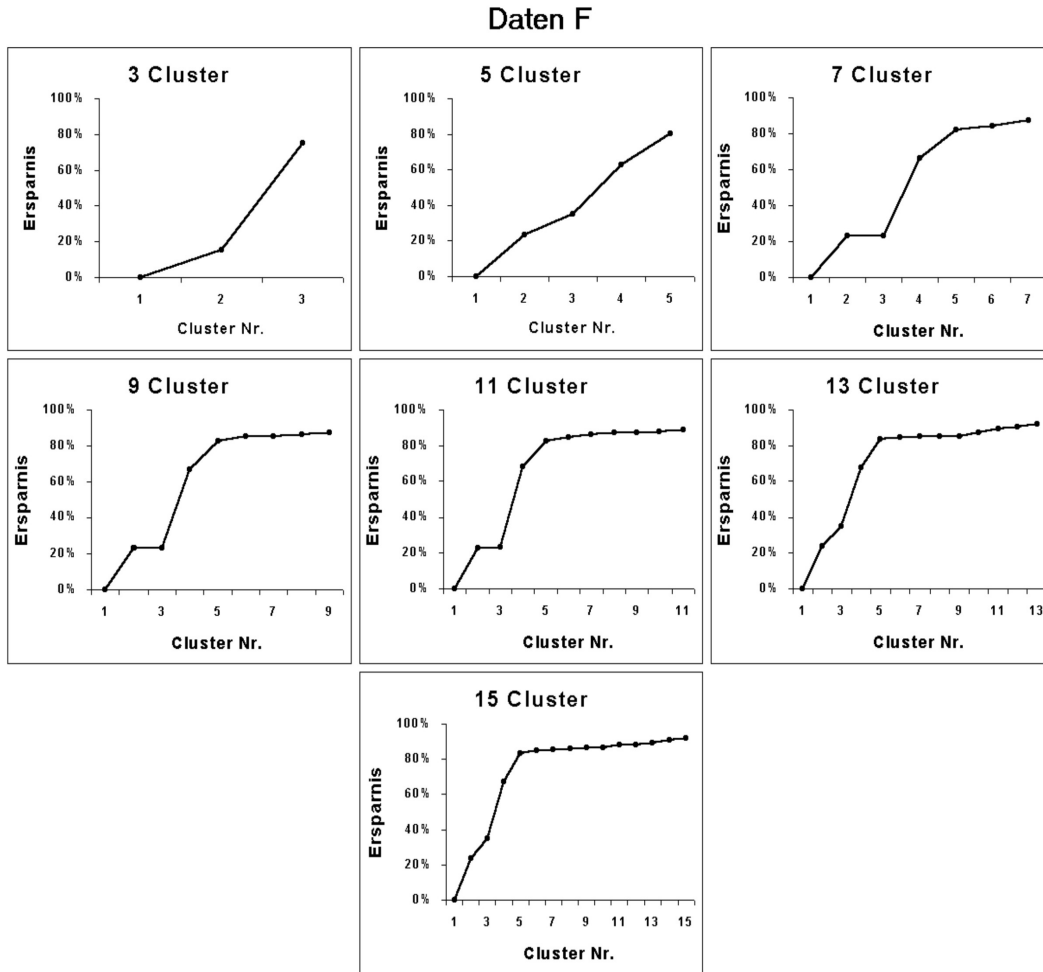 Daten F
3 Cluster
100%
80%
60%
40%
20%
0%
Ersparnis
1 2 3
Cluster Nr.
5 Cluster
100%
80%
60%
40%
20%
0%
Ersparnis
1 2 3 4 5
Cluster Nr.
7 Cluster
100%
80%
60%
40%
20%
0%
Ersparnis
1 2 3 4 5 6 7
Cluster Nr.
9 Cluster
100%
80%
60%
40%
20%
0%
Ersparnis
1 3 5 7 9
Cluster Nr.
11 Cluster
100%
80%
60%
40%
20%
0%
Ersparnis
1 3 5 7 9 11
Cluster Nr.
13 Cluster
100%
80%
60%
40%
20%
0%
Ersparnis
1 3 5 7 9 11 13
Cluster Nr.
15 Cluster
100%
80%
60%
40%
20%
0%
Ersparnis
1 3 5 7 9 11 13 15
Cluster Nr.